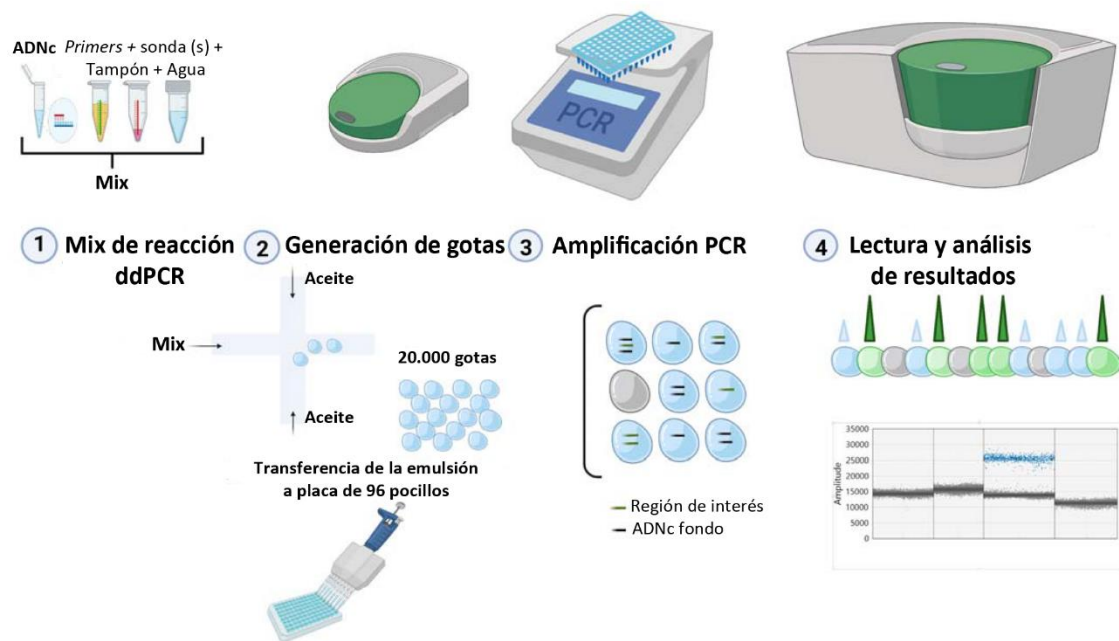 ADNc
Primers + sonda (s) +
Tampón + Agua
Mix
PCR
1 Mix de reacción
ddPCR
2 Generación de gotas
Aceite
Mix
20.000 gotas
Aceite
Transferencia de la emulsión
a placa de 96 pocillos
3 Amplificación PCR
Región de interés
ADNc fondo
4 Lectura y análisis
de resultados
Amplitude
35000
30000
25000
20000
15000
10000
5000
0